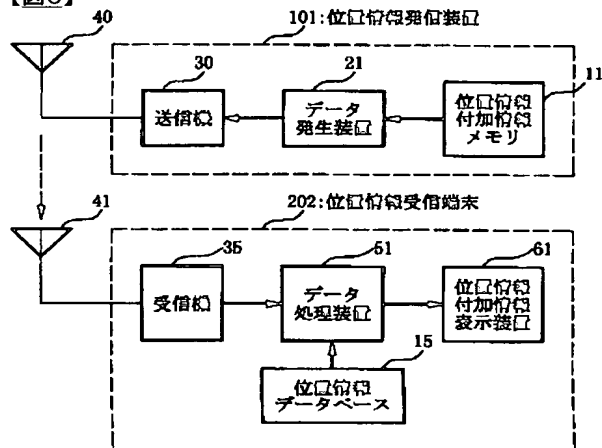 40
101:位置情報発信装置
30
21
11
送信機
データ
発生装置
位置情報
付加情報
メモリ
41
202:位置情報受信端末
35
51
61
受信機
データ
処理装置
位置情報
付加情報
表示装置
15
位置情報
データベース